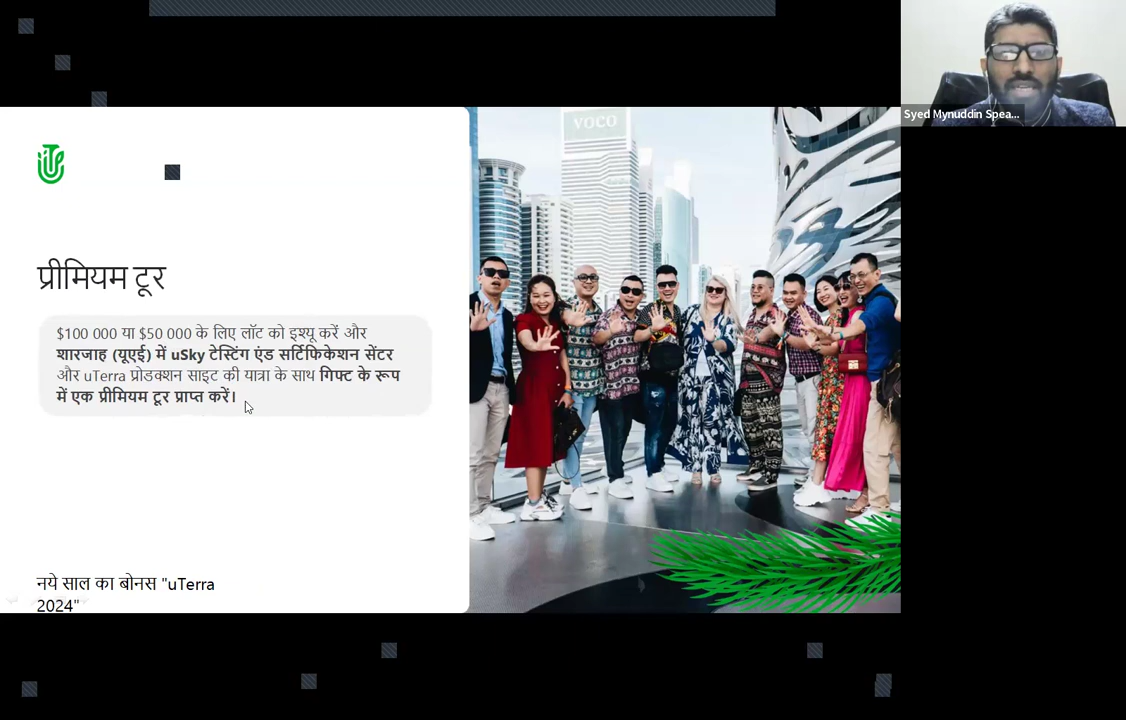 VOCO
Syed Mynuddin Spea...
प्रीमियम टूर
$100 000 या $50 000 के लिए लॉट को इश्यू करें और
शारजाह (यूएई) में uSky टेस्टिंग एंड सर्टिफिकेशन सेंटर
और uTerra प्रोडक्शन साइट की यात्रा के साथ गिफ्ट के रूप
में एक प्रीमियम टूर प्राप्त करें।
नये साल का बोनस "uTerra
2024"